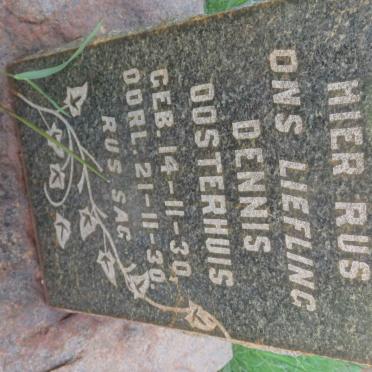 HIER RUS
ONS LIEFLING
DENNIS
OOSTERHUIS
GEB. 14-11-30.
OORL. 21-11-30.
RUS SAG